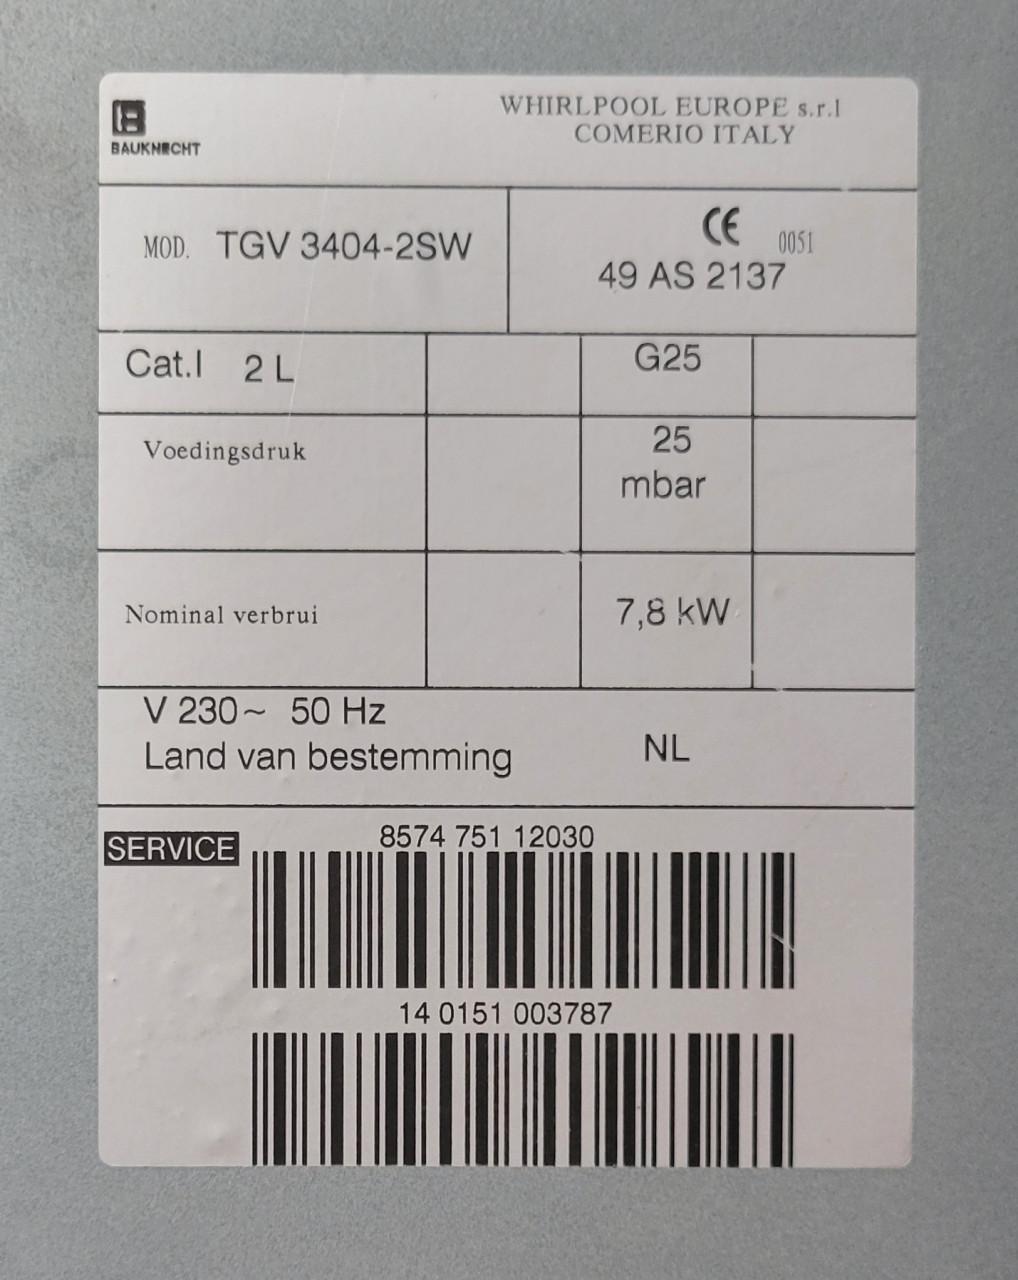 BAUKNECHT
WHIRLPOOL EUROPE s.r.l
COMERIO ITALY
MOD. TGV 3404-2SW
CE 0051
49 AS 2137
Cat.I 2 L G25
Voedingsdruk 25
mbar
Nominal verbrui 7,8 kW
V 230~ 50 Hz
Land van bestemming NL
SERVICE 8574 751 12030
14 0151 003787